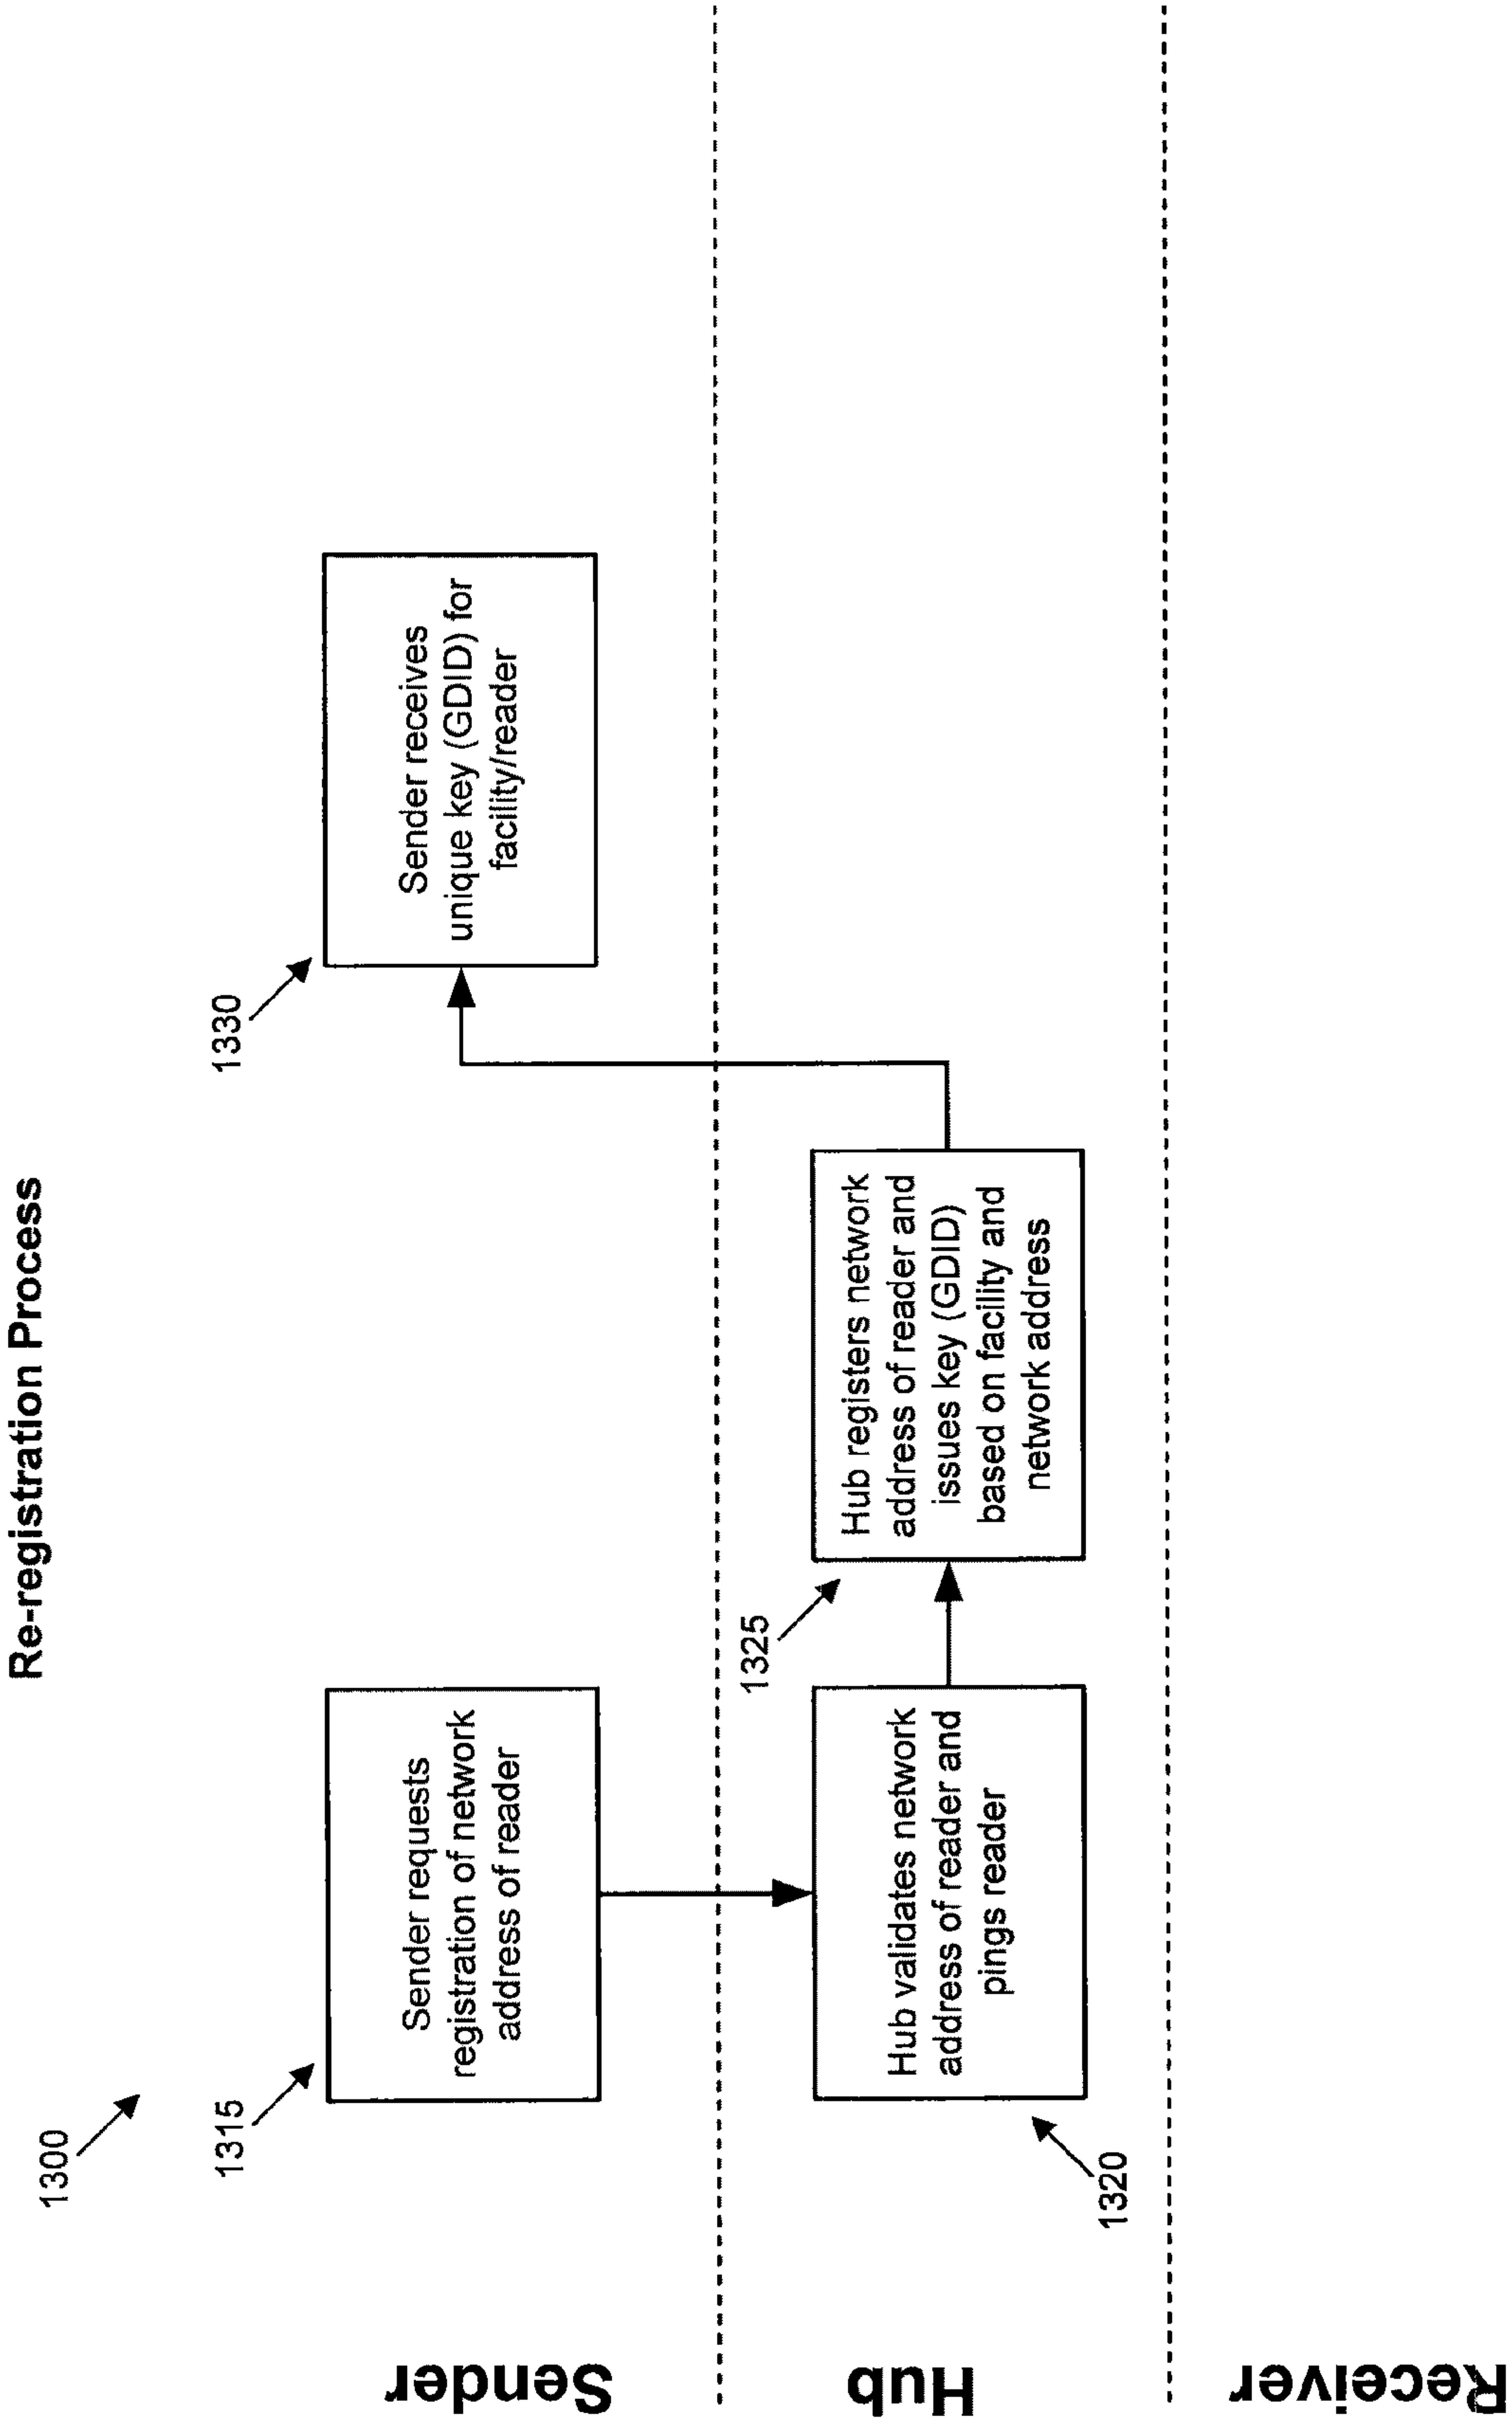 Re-registration Process
1300
Sender
1315
Sender requests
registration of network
address of reader
1330
Sender receives
unique key (GDID) for
facility/reader
Hub
1320
Hub validates network
address of reader and
pings reader
1325
Hub registers network
address of reader and
issues key (GDID)
based on facility and
network address
Receiver